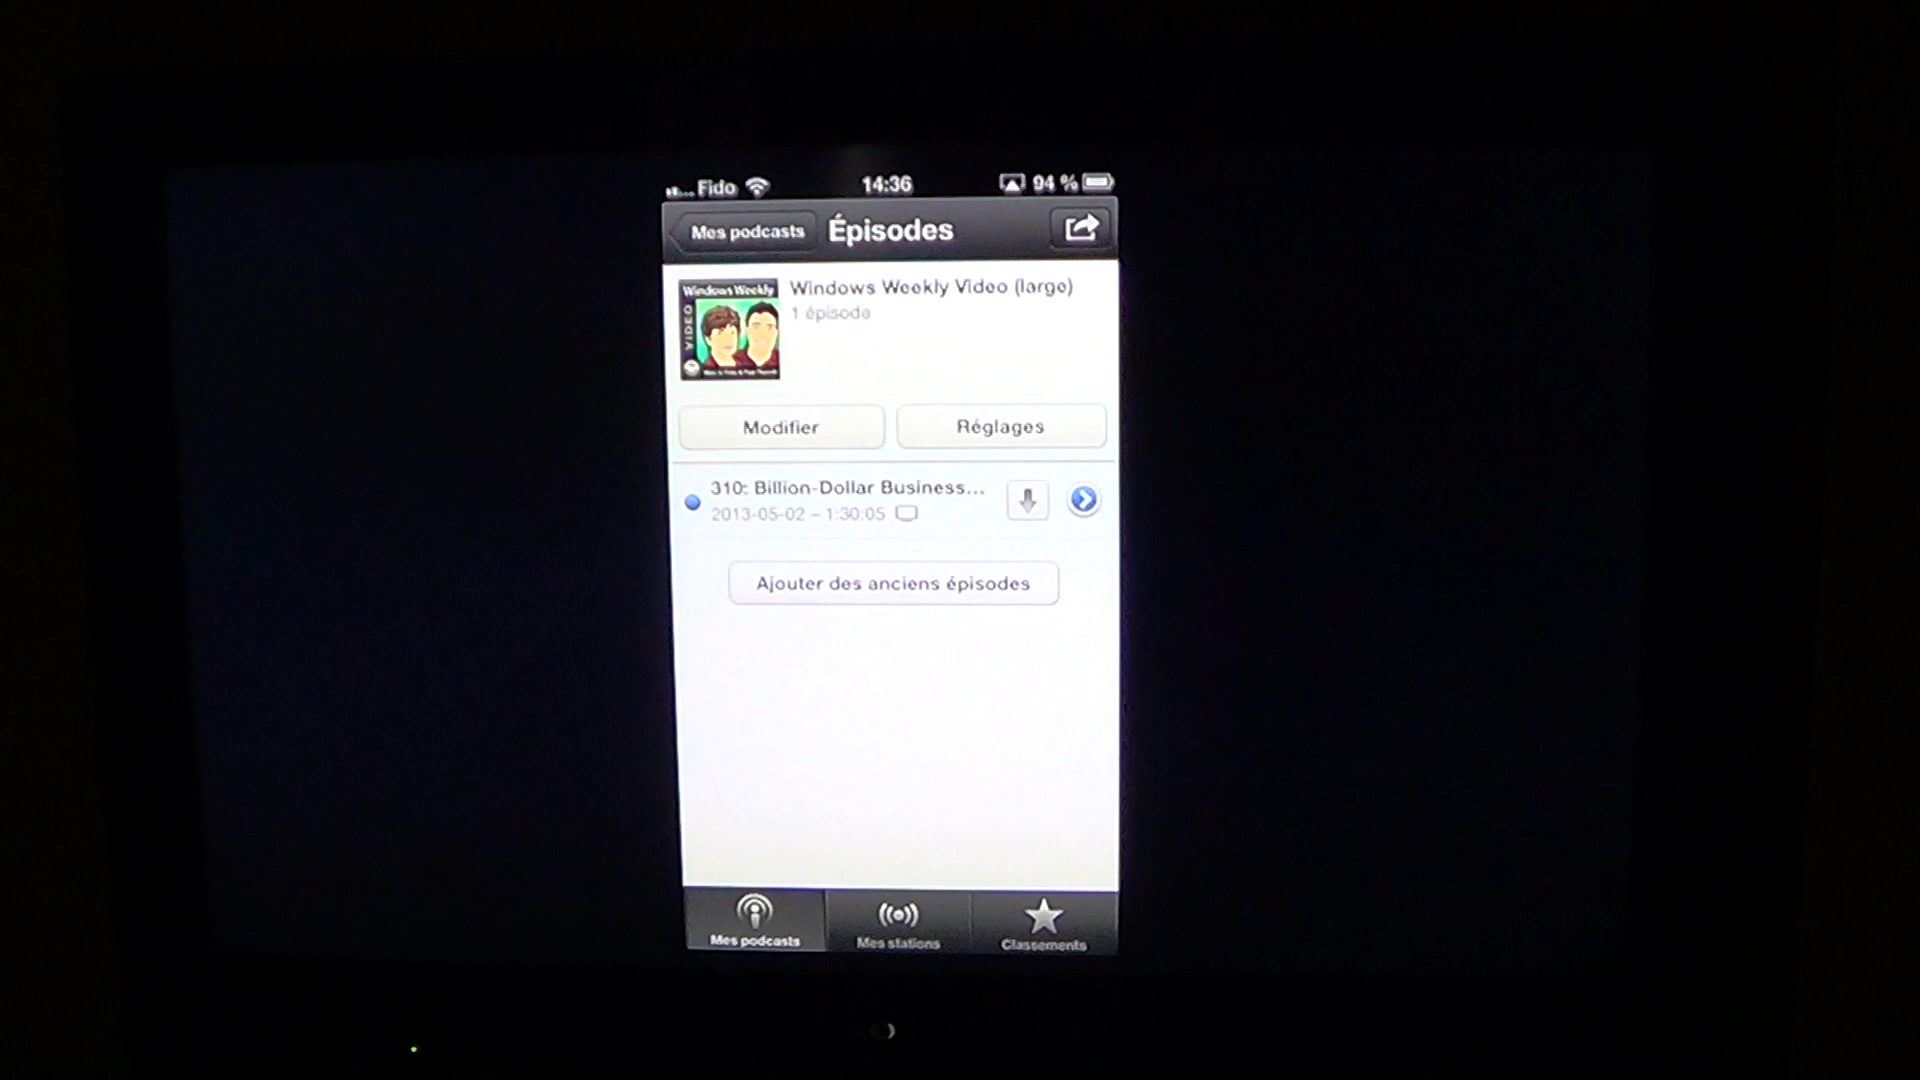 Fido 14:36 94 %
Mes podcasts Épisodes
Windows Weekly
VIDEO
Windows Weekly Video (large)
1 épisode
Modifier Réglages
310: Billion-Dollar Business...
2013-05-02 – 1:30:05
Ajouter des anciens épisodes
Mes podcasts Mes stations Classements